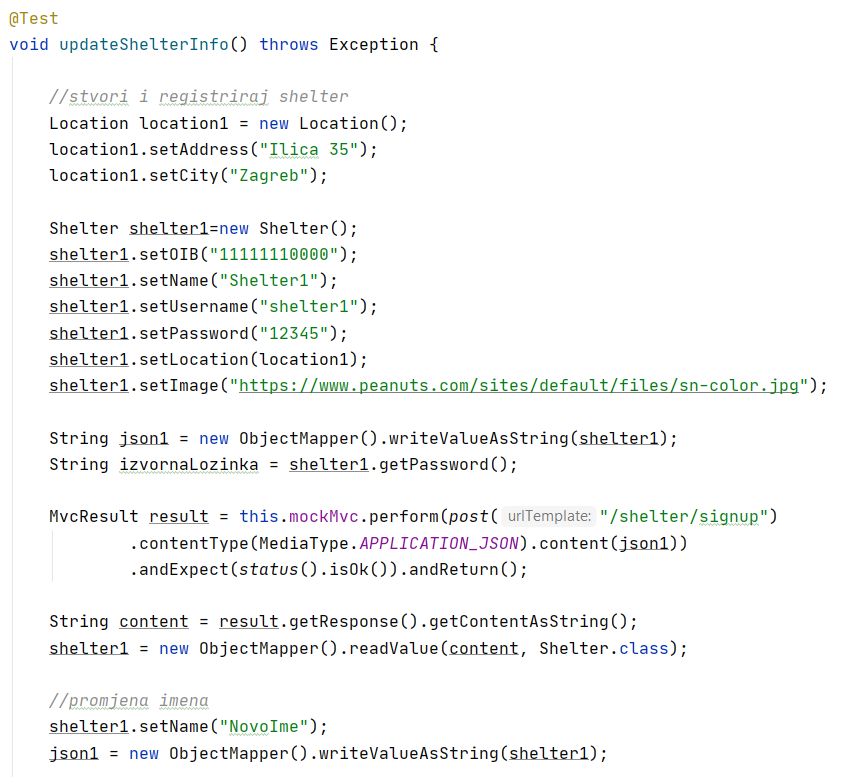 @Test
void updateShelterInfo() throws Exception {
//stvori i registriraj shelter
Location location1 = new Location();
location1.setAddress("Ilica 35");
location1.setCity("Zagreb");
Shelter shelter1=new Shelter();
shelter1.setOIB("11111110000");
shelter1.setName("Shelter1");
shelter1.setUsername("shelter1");
shelter1.setPassword("12345");
shelter1.setLocation(location1);
shelter1.setImage("https://www.peanuts.com/sites/default/files/sn-color.jpg");
String json1 = new ObjectMapper().writeValueAsString(shelter1);
String izvornaLozinka = shelter1.getPassword();
MvcResult result = this.mockMvc.perform(post( urlTemplate: "/shelter/signup")
.contentType(MediaType.APPLICATION_JSON).content(json1))
.andExpect(status().isOk()).andReturn();
String content = result.getResponse().getContentAsString();
shelter1 = new ObjectMapper().readValue(content, Shelter.class);
//promjena imena
shelter1.setName("NovoIme");
json1 = new ObjectMapper().writeValueAsString(shelter1);